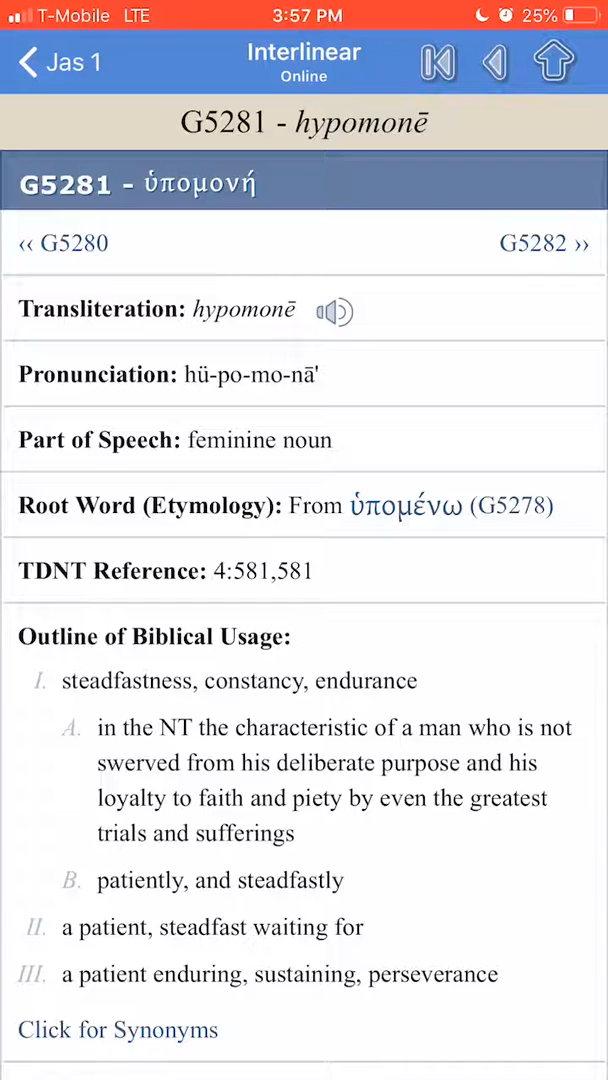 T-Mobile LTE 3:57 PM 25%
Jas 1 Interlinear
Online
G5281 - hypomonē
G5281 - ὑπομονή
‹‹ G5280 G5282 ››
Transliteration: hypomonē
Pronunciation: hü-po-mo-nā'
Part of Speech: feminine noun
Root Word (Etymology): From ὑπομένω (G5278)
TDNT Reference: 4:581,581
Outline of Biblical Usage:
I. steadfastness, constancy, endurance
A. in the NT the characteristic of a man who is not
swerved from his deliberate purpose and his
loyalty to faith and piety by even the greatest
trials and sufferings
B. patiently, and steadfastly
II. a patient, steadfast waiting for
III. a patient enduring, sustaining, perseverance
Click for Synonyms